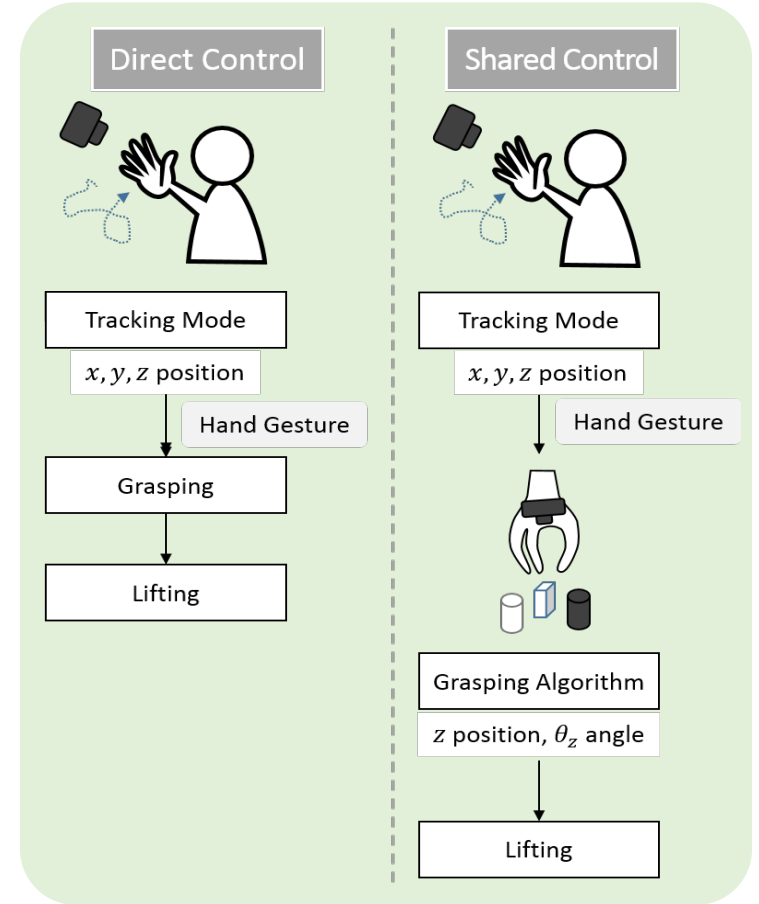 Direct Control
Tracking Mode
x, y, z position
Hand Gesture
Grasping
Lifting
Shared Control
Tracking Mode
x, y, z position
Hand Gesture
Grasping Algorithm
z position, θz angle
Lifting